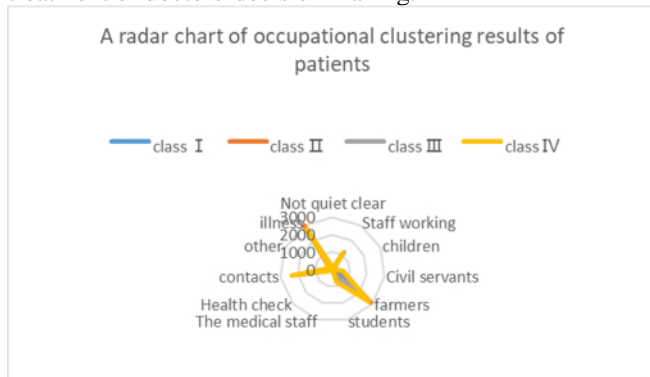 A radar chart of occupational clustering results of
patients
class Ⅰ class Ⅱ class Ⅲ class Ⅳ
Not quiet clear
3000
illness Staff working
2000
other children
1000
0
contacts Civil servants
Health check farmers
The medical staff students